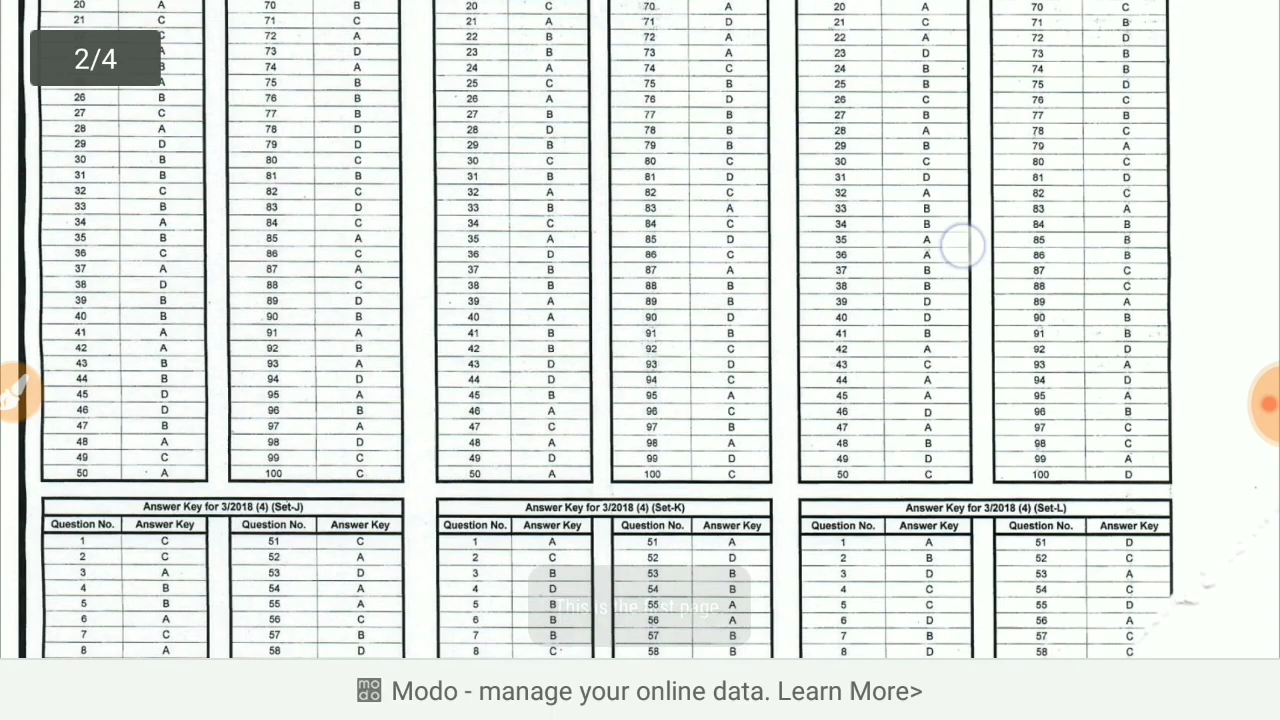 20 A 70 B 20 C 70 A 20 A 70 C
21 C 71 C 21 A 71 D 21 C 71 B
C 72 A 22 B 72 A 22 A 72 D
2/4
A 73 D 23 B 73 A 23 D 73 B
B 74 A 24 A 74 C 24 B 74 B
A 75 B 25 C 75 B 25 B 75 D
26 B 76 B 26 A 76 D 26 C 76 C
27 C 77 B 27 B 77 B 27 B 77 B
28 A 78 D 28 D 78 B 28 A 78 C
29 D 79 D 29 B 79 B 29 B 79 A
30 B 80 C 30 C 80 C 30 C 80 C
31 B 81 B 31 B 81 D 31 D 81 D
32 C 82 C 32 A 82 C 32 A 82 C
33 B 83 D 33 B 83 A 33 B 83 A
34 A 84 C 34 C 84 C 34 B 84 B
35 B 85 A 35 A 85 D 35 A 85 B
36 C 86 C 36 D 86 C 36 A 86 B
37 A 87 A 37 B 87 A 37 B 87 C
38 D 88 C 38 B 88 B 38 B 88 C
39 B 89 D 39 A 89 B 39 D 89 A
40 B 90 B 40 A 90 D 40 D 90 B
41 A 91 A 41 B 91 B 41 B 91 B
42 A 92 B 42 B 92 C 42 A 92 D
43 B 93 A 43 D 93 D 43 C 93 A
44 B 94 D 44 D 94 C 44 A 94 D
45 D 95 A 45 B 95 A 45 A 95 A
46 D 96 B 46 A 96 C 46 D 96 B
47 B 97 A 47 C 97 B 47 A 97 C
48 A 98 D 48 A 98 A 48 B 98 C
49 C 99 C 49 D 99 D 49 D 99 A
50 A 100 C 50 A 100 C 50 C 100 D
Answer Key for 3/2018 (4) (Set-J) Answer Key for 3/2018 (4) (Set-K) Answer Key for 3/2018 (4) (Set-L)
Question No. Answer Key Question No. Answer Key Question No. Answer Key Question No. Answer Key Question No. Answer Key Question No. Answer Key
1 C 51 C 1 A 51 A 1 A 51 D
2 C 52 A 2 C 52 D 2 B 52 C
3 A 53 D 3 B 53 B 3 D 53 A
4 B 54 A 4 D 54 B 4 C 54 C
5 B 55 A 5 B 55 A 5 C 55 D
This is the first page.
6 A 56 C 6 B 56 A 6 D 56 A
7 C 57 B 7 B 57 B 7 B 57 C
8 A 58 D 8 C 58 B 8 D 58 C
modo Modo - manage your online data. Learn More>